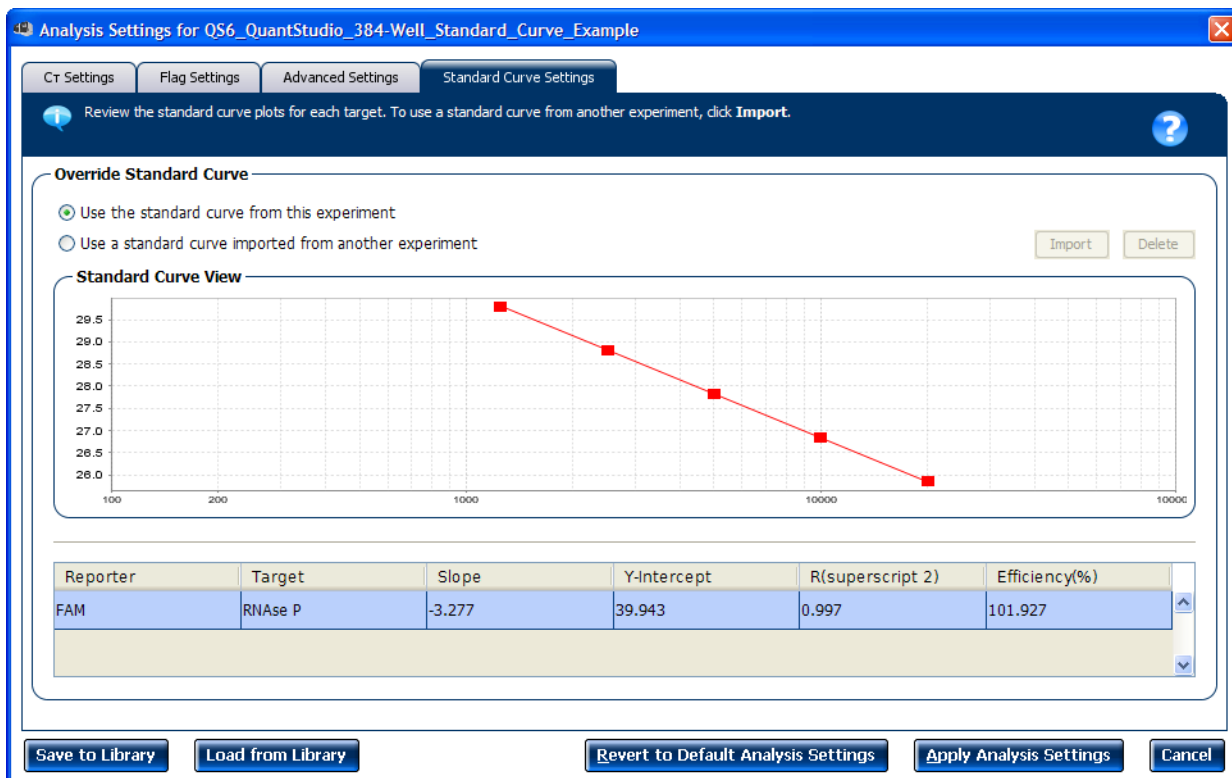 Analysis Settings for QS6_QuantStudio_384-Well_Standard_Curve_Example
CT Settings Flag Settings Advanced Settings Standard Curve Settings
Review the standard curve plots for each target. To use a standard curve from another experiment, click Import.
?
Override Standard Curve
Use the standard curve from this experiment
Use a standard curve imported from another experiment
Import Delete
Standard Curve View
29.5
29.0
28.5
28.0
27.5
27.0
26.5
26.0
100 200 1000 10000 10000
Reporter Target Slope Y-Intercept R(superscript 2) Efficiency(%)
FAM RNAse P -3.277 39.943 0.997 101.927
Save to Library Load from Library Revert to Default Analysis Settings Apply Analysis Settings Cancel